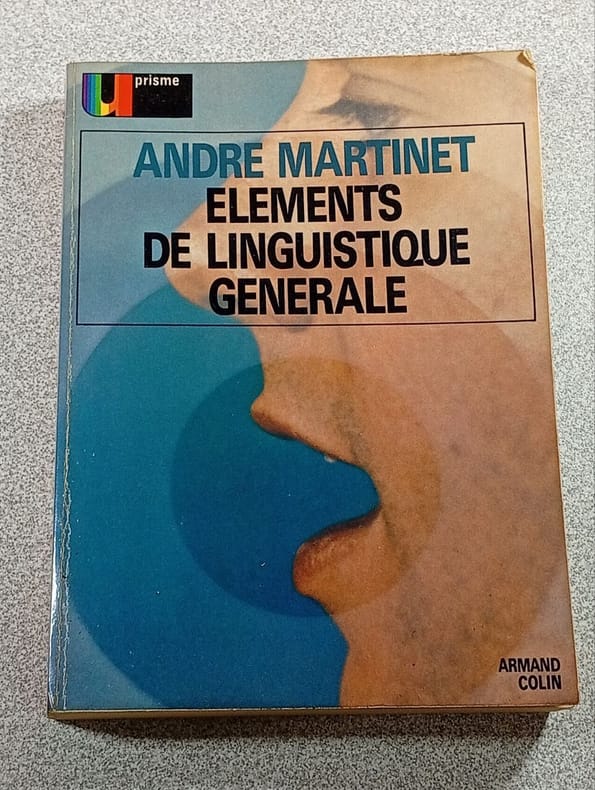 u prisme
ANDRE MARTINET
ELEMENTS
DE LINGUISTIQUE
GENERALE
ARMAND
COLIN